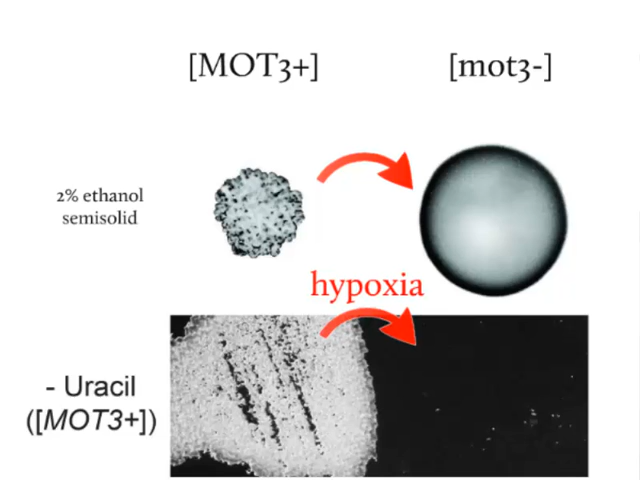 [MOT3+]
[mot3-]
2% ethanol
semisolid
hypoxia
- Uracil
([MOT3+])